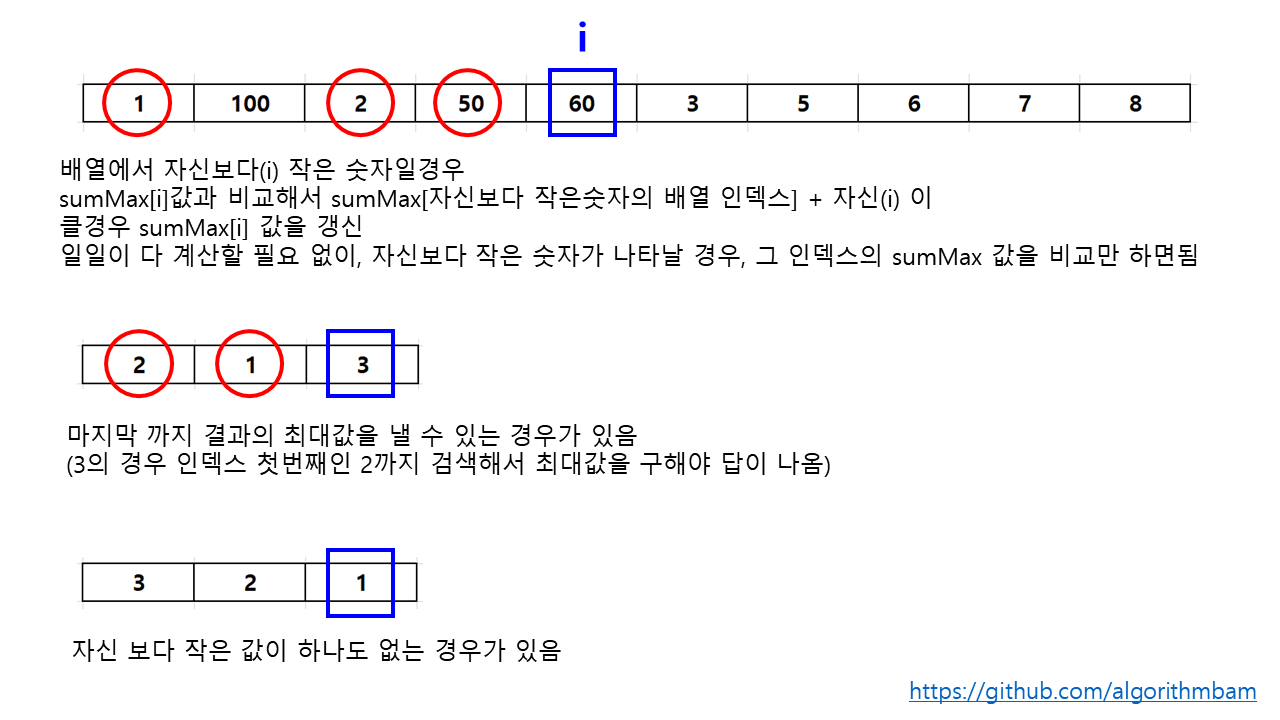 i
1 100 2 50 60 3 5 6 7 8
배열에서 자신보다(i) 작은 숫자일경우
sumMax[i]값과 비교해서 sumMax[자신보다 작은숫자의 배열 인덱스] + 자신(i) 이
클경우 sumMax[i] 값을 갱신
일일이 다 계산할 필요 없이, 자신보다 작은 숫자가 나타날 경우, 그 인덱스의 sumMax 값을 비교만 하면됨
2 1 3
마지막 까지 결과의 최대값을 낼 수 있는 경우가 있음
(3의 경우 인덱스 첫번째인 2까지 검색해서 최대값을 구해야 답이 나옴)
3 2 1
자신 보다 작은 값이 하나도 없는 경우가 있음
https://github.com/algorithmbam